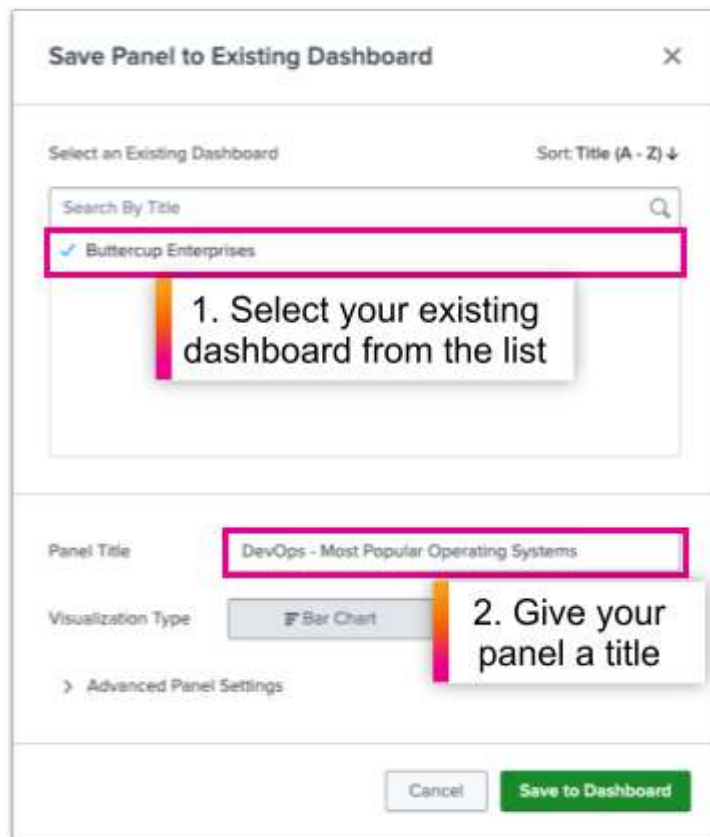 Save Panel to Existing Dashboard
Select an Existing Dashboard Sort: Title (A - Z) ↓
Search By Title
Buttercup Enterprises
1. Select your existing
dashboard from the list
Panel Title DevOps - Most Popular Operating Systems
Visualization Type Bar Chart
2. Give your
panel a title
Advanced Panel Settings
Cancel Save to Dashboard